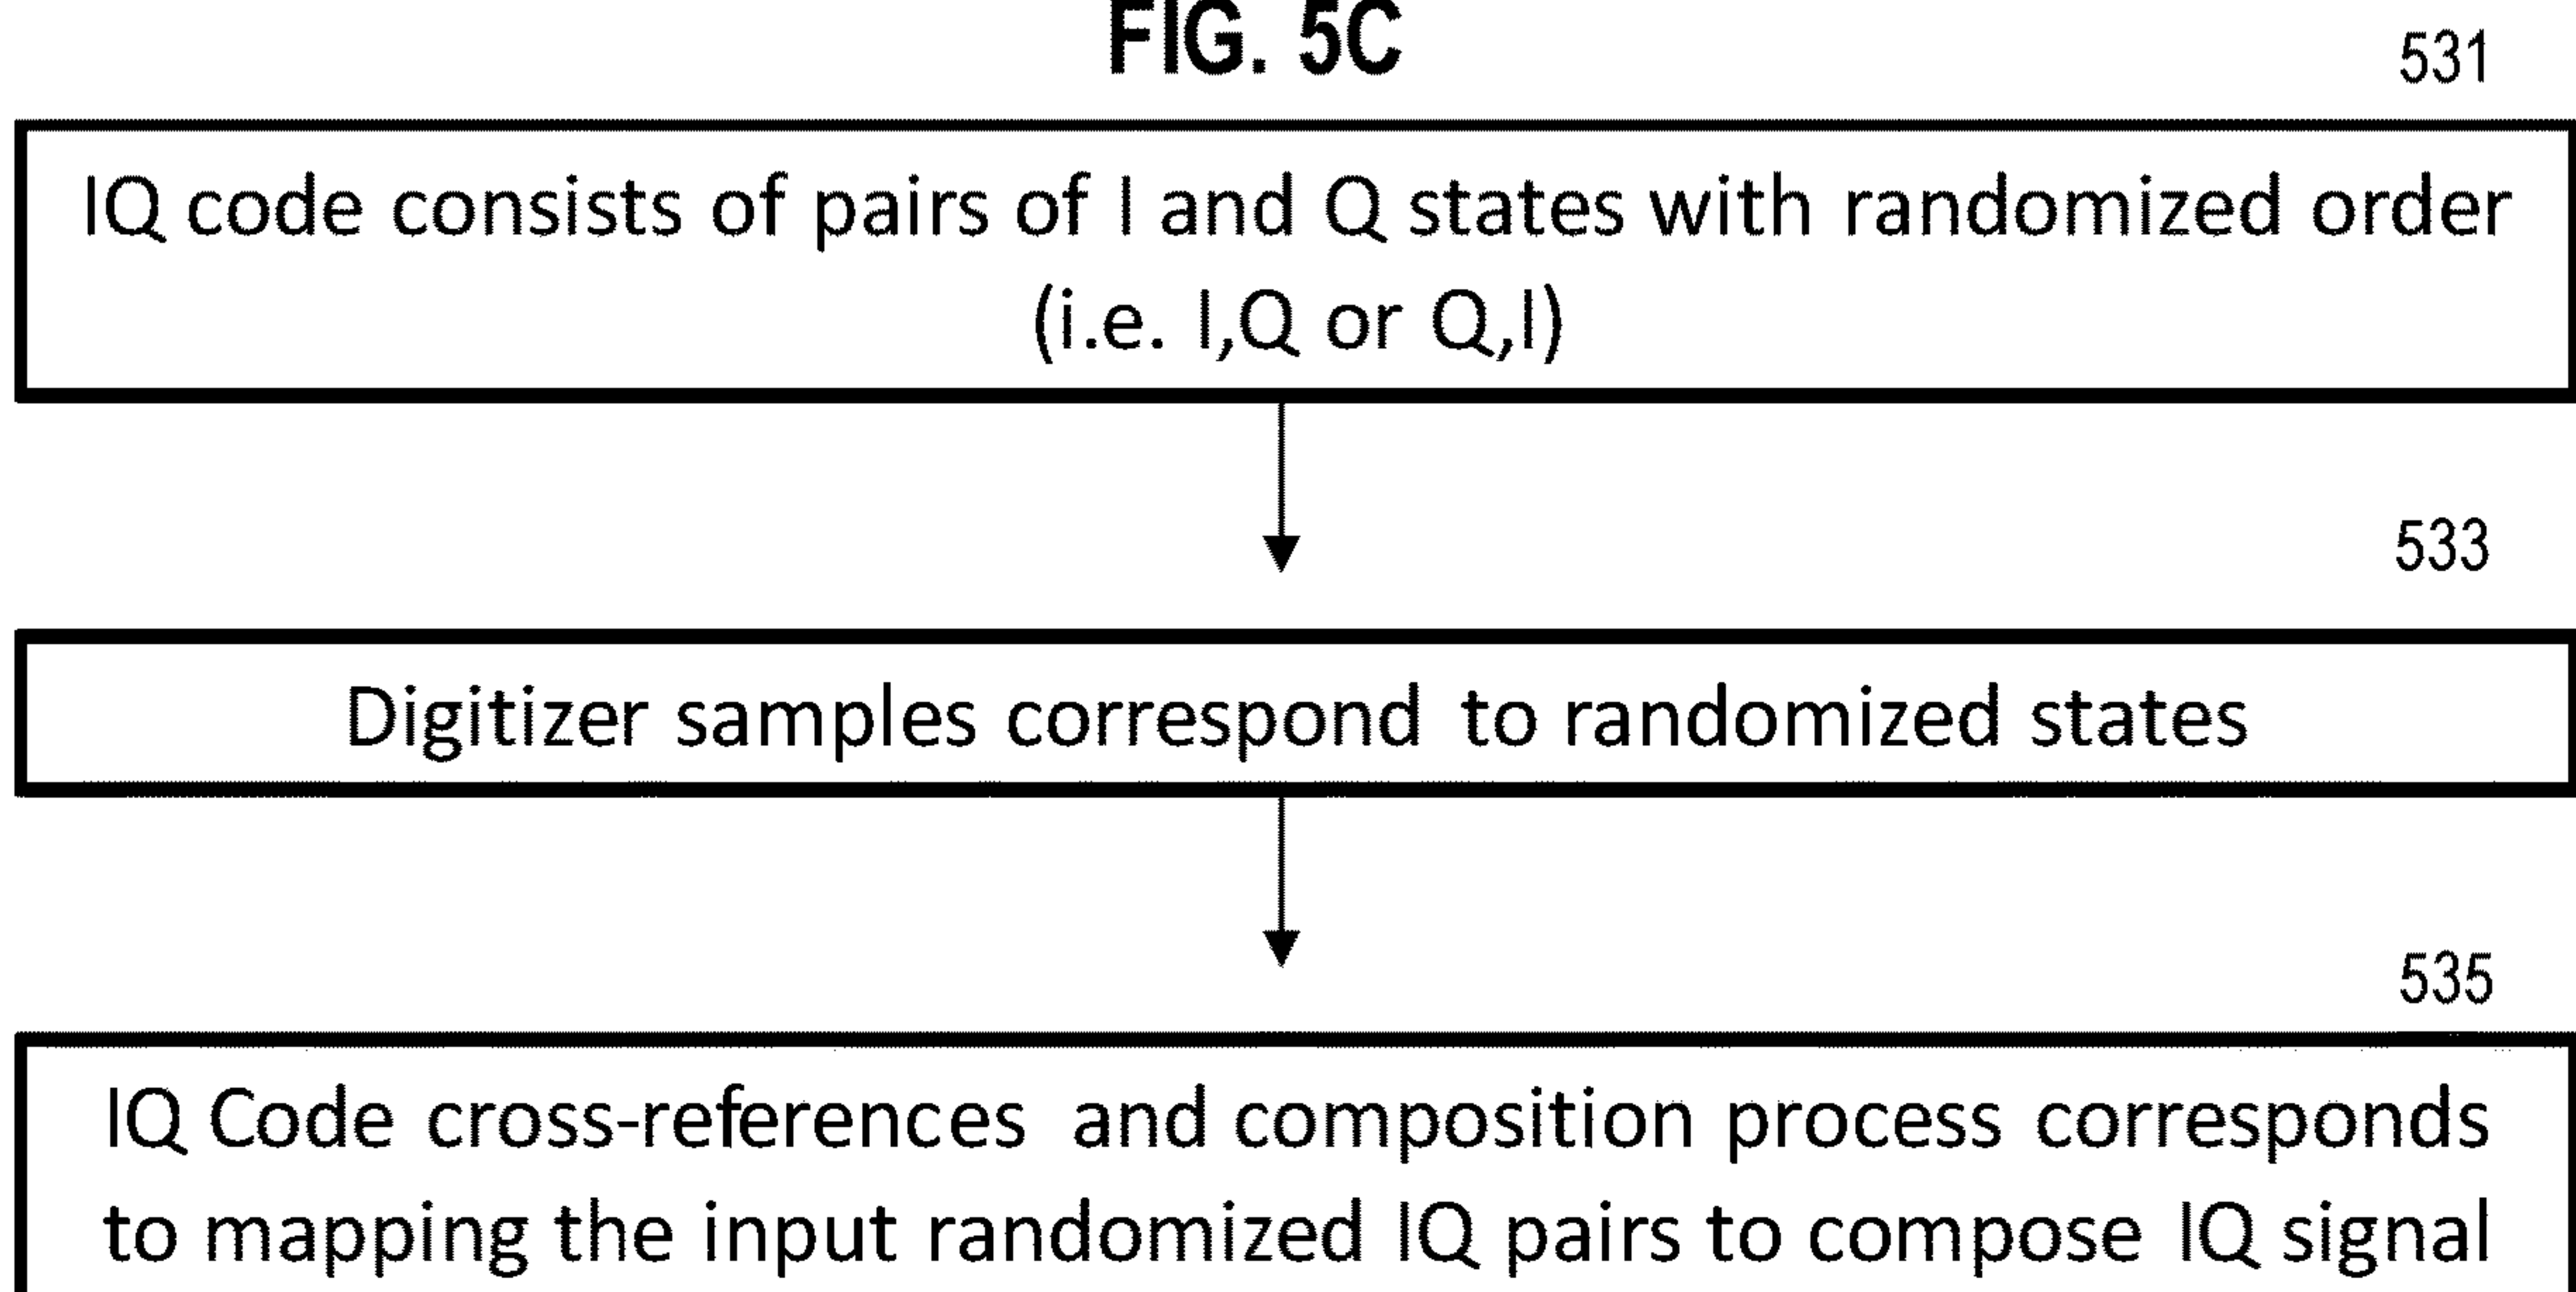 FIG. 5C
531
IQ code consists of pairs of I and Q states with randomized order
(i.e. I,Q or Q,I)
533
Digitizer samples correspond to randomized states
535
IQ Code cross-references and composition process corresponds
to mapping the input randomized IQ pairs to compose IQ signal